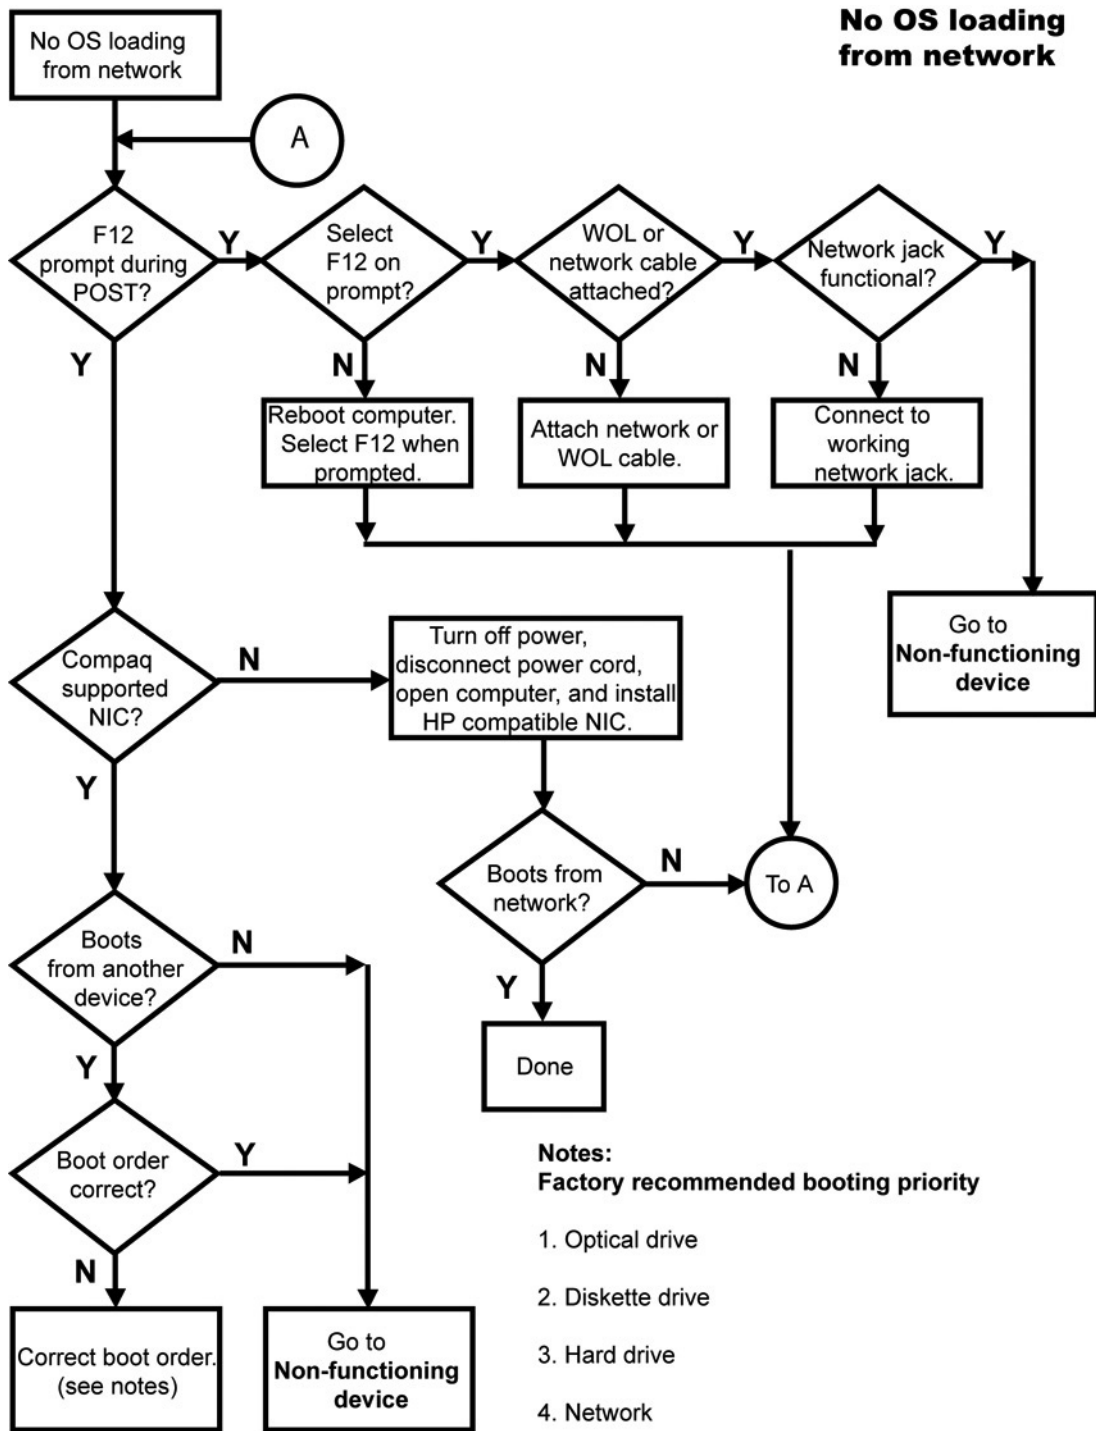 No OS loading
from network
No OS loading
from network
A
F12
prompt during
POST?
Y
Select
F12 on
prompt?
Y
WOL or
network cable
attached?
Y
Network jack
functional?
Y
Y
N
N
N
Reboot computer.
Select F12 when
prompted.
Attach network or
WOL cable.
Connect to
working
network jack.
Go to
Non-functioning
device
Compaq
supported
NIC?
N
Turn off power,
disconnect power cord,
open computer, and install
HP compatible NIC.
Y
Boots from
network?
N
To A
Y
Done
Boots
from another
device?
N
Y
Boot order
correct?
Y
N
Correct boot order.
(see notes)
Go to
Non-functioning
device
Notes:
Factory recommended booting priority
1. Optical drive
2. Diskette drive
3. Hard drive
4. Network